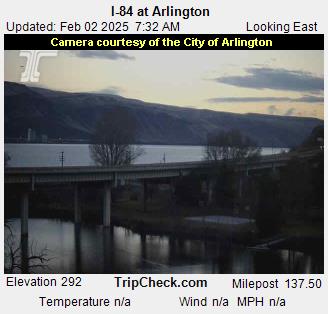 I-84 at Arlington
Updated: Feb 02 2025 7:32 AM Looking East
Camera courtesy of the City of Arlington
Elevation 292 TripCheck.com Milepost 137.50
Temperature n/a Wind n/a MPH n/a